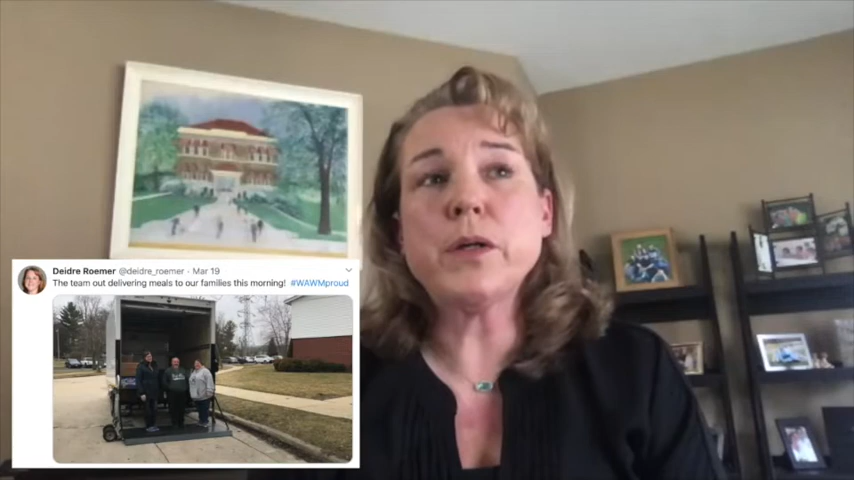 Deidre Roemer @deidre_roemer · Mar 19
The team out delivering meals to our families this morning! #WAWMproud